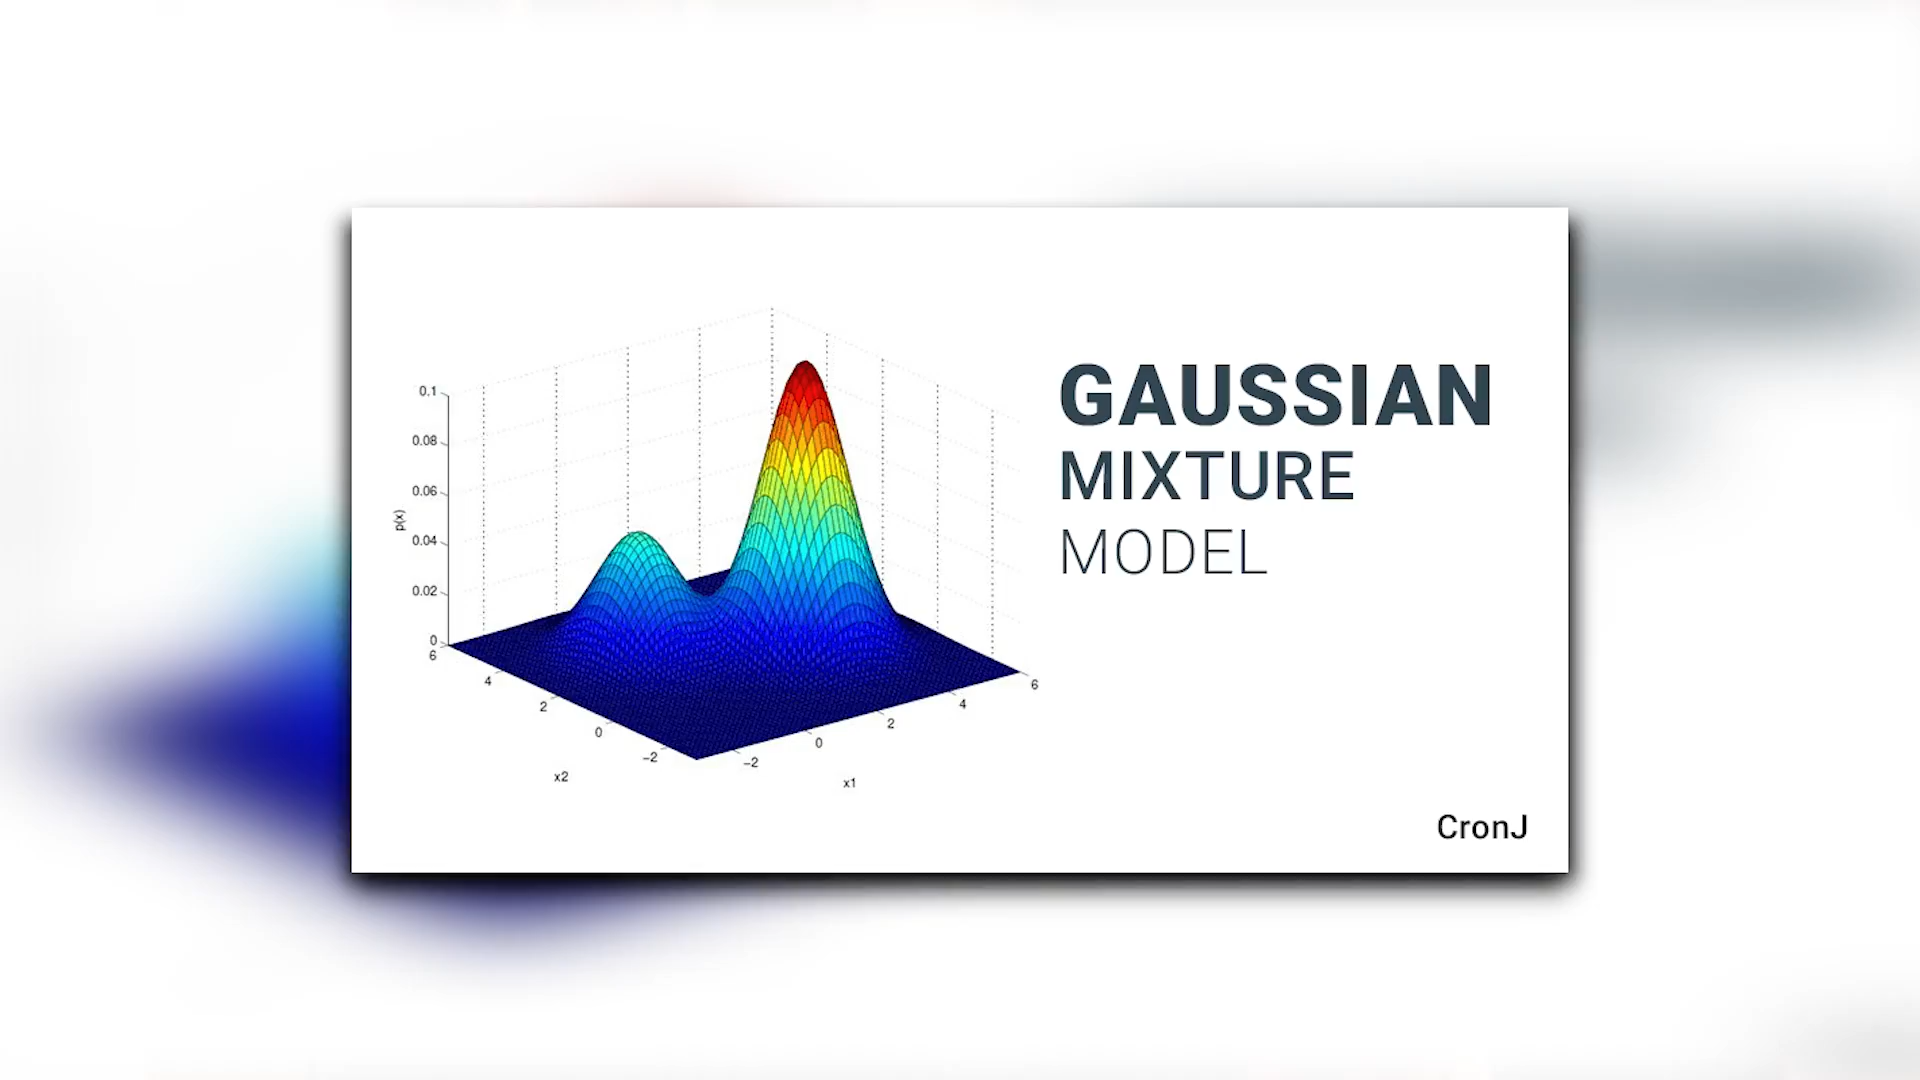 GAUSSIAN
MIXTURE
MODEL
0.1
0.08
0.06
0.04
0.02
0
p(x)
6
4
2
0
−2
x2
−2
0
2
4
6
x1
CronJ